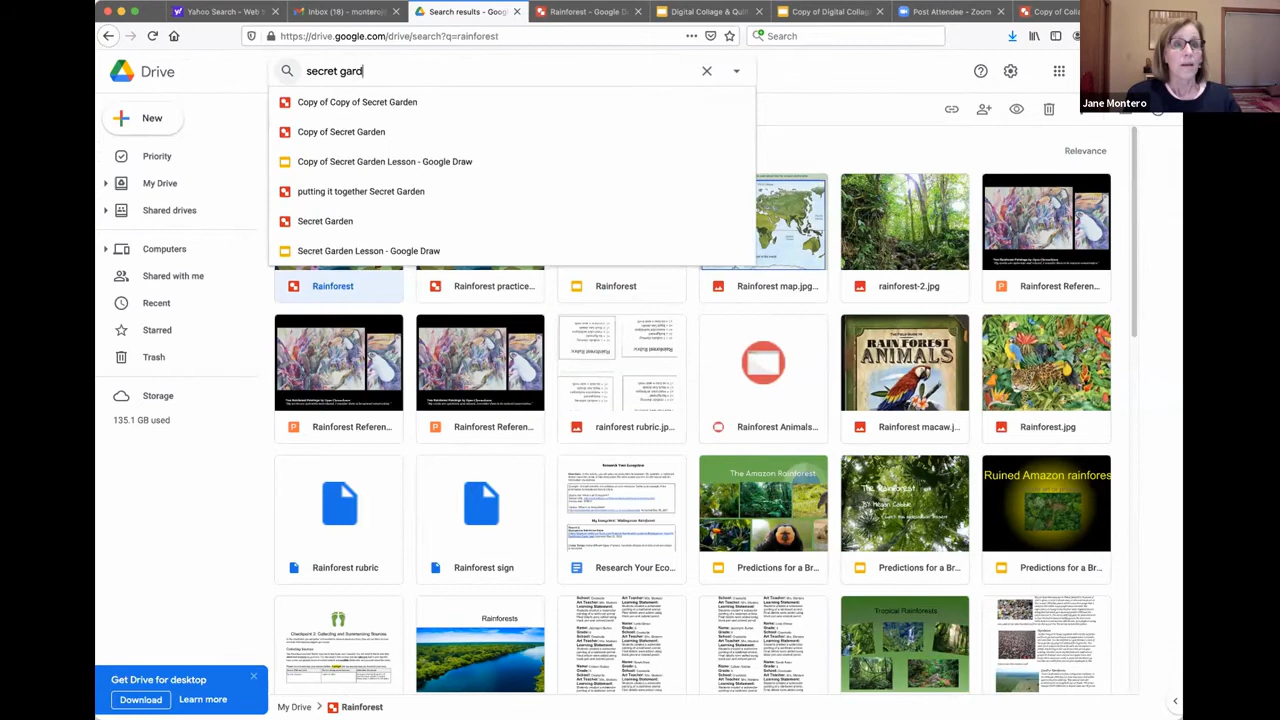 Yahoo Search - Web
Inbox (18) – monterojs
Search results - Goog
Rainforest - Google D
Digital Collage & Quil
Copy of Digital Collag
Post Attendee - Zoom
Copy of Coll
https://drive.google.com/drive/search?q=rainforest
Search
Drive
secret gard
Jane Montero
New
Copy of Copy of Secret Garden
Copy of Secret Garden
Copy of Secret Garden Lesson - Google Draw
putting it together Secret Garden
Secret Garden
Secret Garden Lesson - Google Draw
Relevance
Priority
My Drive
Shared drives
Computers
Shared with me
Recent
Starred
Trash
Storage
135.1 GB used
Rainforest
Rainforest practice...
Rainforest
Rainforest map.jpg...
rainforest-2.jpg
Rainforest Referen...
RAINFOREST
ANIMALS
Rainforest Referen...
Rainforest Referen...
rainforest rubric.jp...
Rainforest Animals...
Rainforest macaw.j...
Rainforest.jpg
The Amazon Rainforest
Ruined Amazon rainfores
Rainforest rubric
Rainforest sign
Research Your Eco...
Predictions for a Br...
Predictions for a Br...
Predictions for a Br...
Rainforests
Tropical Rainforests
Get Drive for desktop
Download
Learn more
My Drive
Rainforest